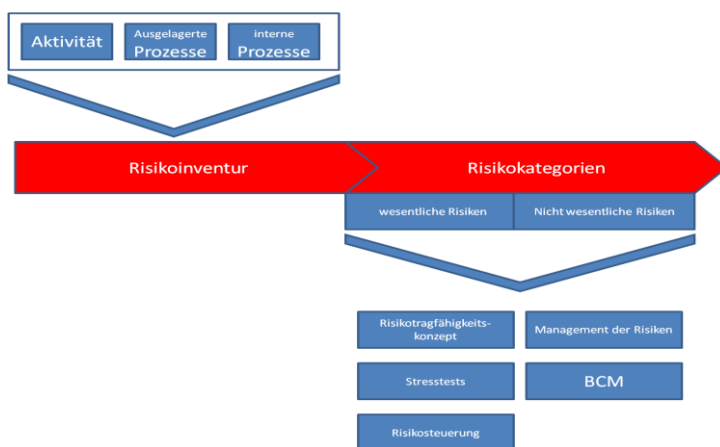 Aktivität
Ausgelagerte
Prozesse
interne
Prozesse
Risikoinventur
Risikokategorien
wesentliche Risiken
Nicht wesentliche Risiken
Risikotragfähigkeits-
konzept
Management der Risiken
Stresstests
BCM
Risikosteuerung